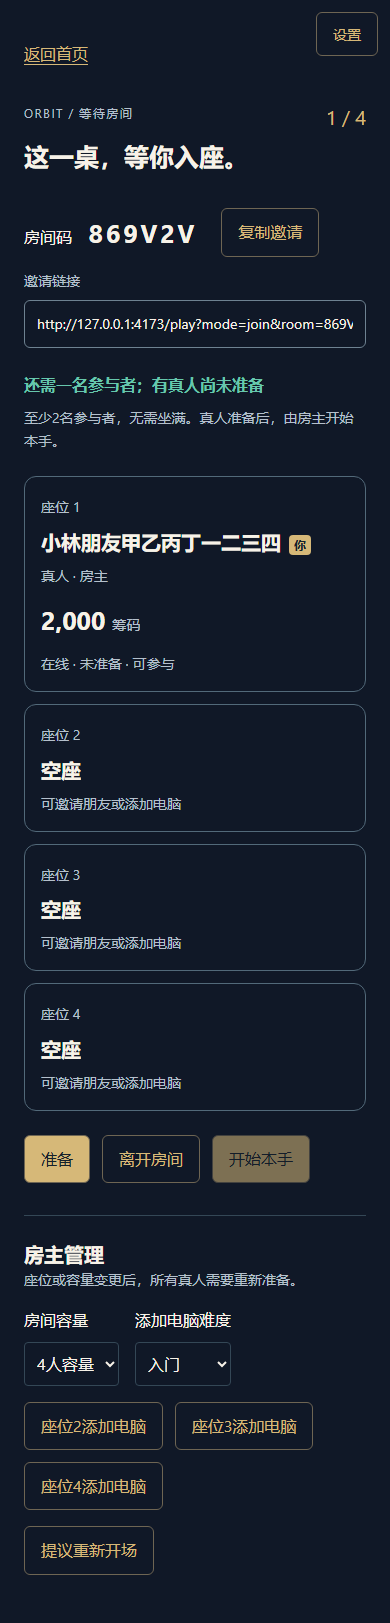 设置
返回首页
ORBIT / 等待房间
1 / 4
这一桌，等你入座。
房间码 869V2V 复制邀请
邀请链接
http://127.0.0.1:4173/play?mode=join&room=869V
还需一名参与者；有真人尚未准备
至少2名参与者，无需坐满。真人准备后，由房主开始
本手。
座位 1
小林朋友甲乙丙丁一二三四 你
真人 · 房主
2,000 筹码
在线 · 未准备 · 可参与
座位 2
空座
可邀请朋友或添加电脑
座位 3
空座
可邀请朋友或添加电脑
座位 4
空座
可邀请朋友或添加电脑
准备 离开房间 开始本手
房主管理
座位或容量变更后，所有真人需要重新准备。
房间容量 添加电脑难度
4人容量 入门
座位2添加电脑 座位3添加电脑
座位4添加电脑
提议重新开场